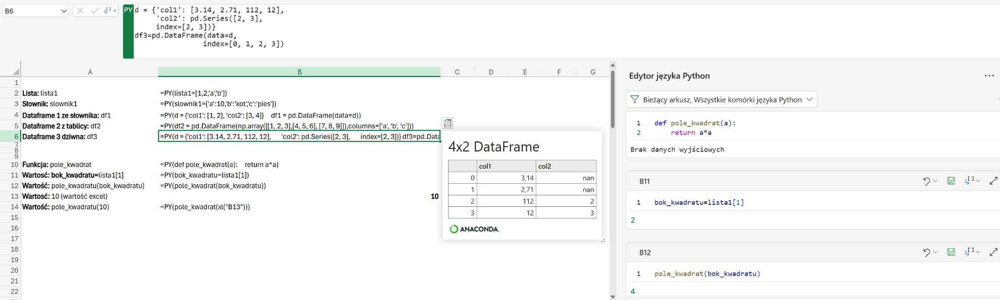 B6
PY
d = {'col1': [3.14, 2.71, 112, 12],
'col2': pd.Series([2, 3],
index=[2, 3])}
df3=pd.DataFrame(data=d,
index=[0, 1, 2, 3])
A B C D E F G
1
2 Lista: lista1 =PY(lista1=[1,2,'a','b'])
3 Słownik: slownik1 =PY(slownik1={'a':10,'b':'kot','c':'pies'})
4 Dataframe 1 ze słownika: df1 =PY(d = {'col1': [1, 2], 'col2': [3, 4]} df1 = pd.DataFrame(data=d))
5 Dataframe 2 z tablicy: df2 =PY(df2 = pd.DataFrame(np.array([[1, 2, 3],[4, 5, 6], [7, 8, 9]]),columns=['a', 'b', 'c']))
6 Dataframe 3 dziwna: df3 =PY(d = {'col1': [3.14, 2.71, 112, 12], 'col2': pd.Series([2, 3], index=[2, 3])} df3=pd.Data
7
8
9
10 Funkcja: pole_kwadrat =PY(def pole_kwadrat(a): return a*a)
11 Wartosć: bok_kwadratu=lista1[1] =PY(bok_kwadratu=lista1[1])
12 Wartość: pole_kwadratu(bok_kwadratu) =PY(pole_kwadrat(bok_kwadratu))
13 Wartosć: 10 (wartość excel) 10
14 Wartość: pole_kwadratu(10) =PY(pole_kwadrat(xl("B13")))
15
16
17
18
19
20
21
22
4x2 DataFrame
col1 col2
0 3,14 nan
1 2,71 nan
2 112 2
3 12 3
ANACONDA.
Edytor języka Python
Bieżący arkusz, Wszystkie komórki języka Python
1 def pole_kwadrat(a):
2 return a*a
Brak danych wyjściowych
B11
1 bok_kwadratu=lista1[1]
2
B12
1 pole_kwadrat(bok_kwadratu)
4